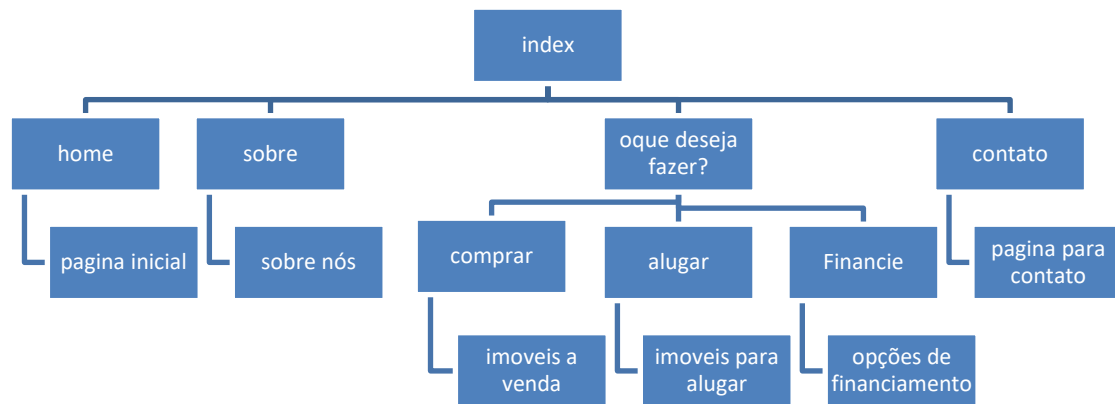 index
home
sobre
oque deseja
fazer?
contato
pagina inicial
sobre nós
comprar
alugar
Financie
pagina para
contato
imoveis a
venda
imoveis para
alugar
opções de
financiamento